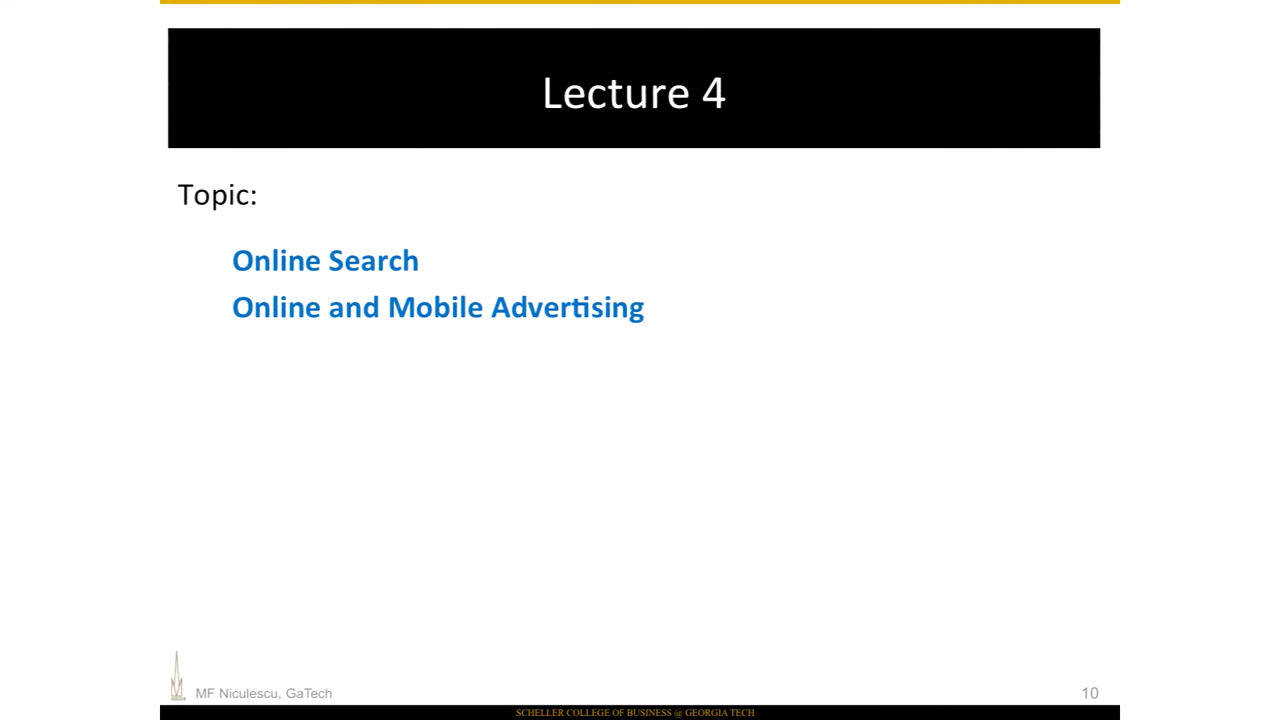 Lecture 4
Topic:
Online Search
Online and Mobile Advertising
MF Niculescu, GaTech
10
SCHELLER COLLEGE OF BUSINESS @ GEORGIA TECH